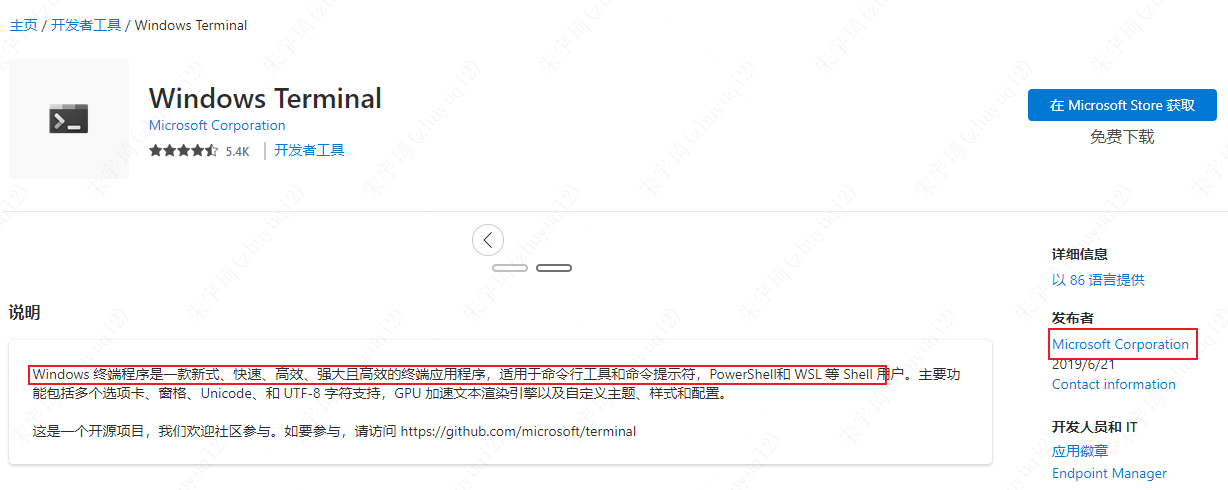 主页 / 开发者工具 / Windows Terminal
Windows Terminal
Microsoft Corporation
5.4K
开发者工具
在 Microsoft Store 获取
免费下载
说明
Windows 终端程序是一款新式、快速、高效、强大且高效的终端应用程序，适用于命令行工具和命令提示符，PowerShell和 WSL 等 Shell 用户。主要功
能包括多个选项卡、窗格、Unicode、和 UTF-8 字符支持，GPU 加速文本渲染引擎以及自定义主题、样式和配置。
这是一个开源项目，我们欢迎社区参与。如要参与，请访问 https://github.com/microsoft/terminal
详细信息
以 86 语言提供
发布者
Microsoft Corporation
2019/6/21
Contact information
开发人员和 IT
应用徽章
Endpoint Manager
朱宇琦(zhuyuqi2)